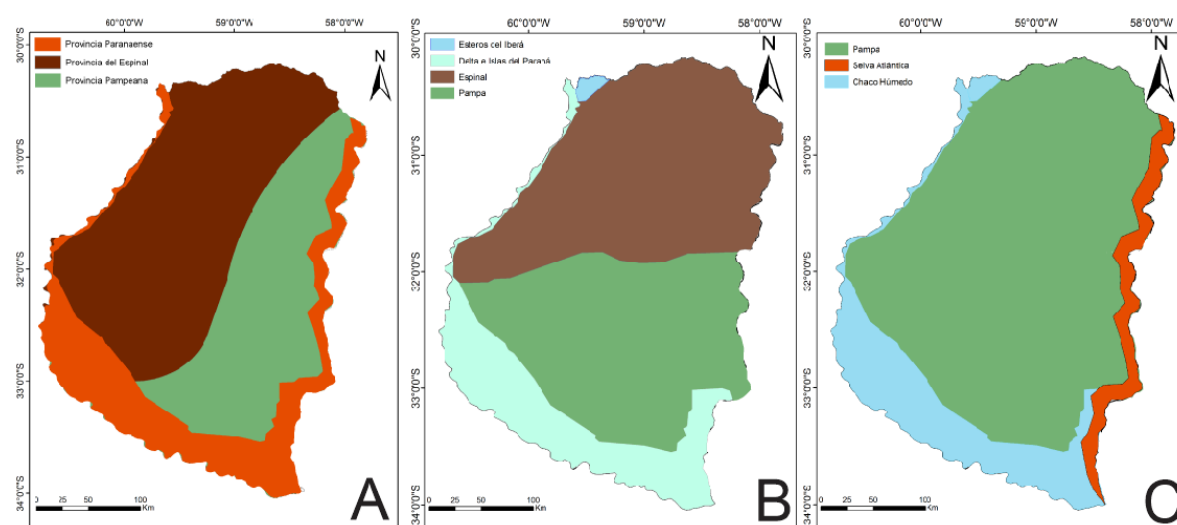 60°0'0"W 59°0'0"W 58°0'0"W
Provincia Paranaense
Provincia del Espinal
Provincia Pampeana
N
30°0'0"S
31°0'0"S
32°0'0"S
33°0'0"S
34°0'0"S
0 25 50 100
Km
A
60°0'0"W 59°0'0"W 58°0'0"W
Esteros cel Iberá
Delta e Islas del Paraná
Espinal
Pampa
N
30°0'0"S
31°0'0"S
32°0'0"S
33°0'0"S
34°0'0"S
0 25 50 100
Km
B
60°0'0"W 59°0'0"W 58°0'0"W
Pampa
Selva Atlántica
Chaco Húmedo
N
30°0'0"S
31°0'0"S
32°0'0"S
33°0'0"S
34°0'0"S
0 25 50 100
Km
C